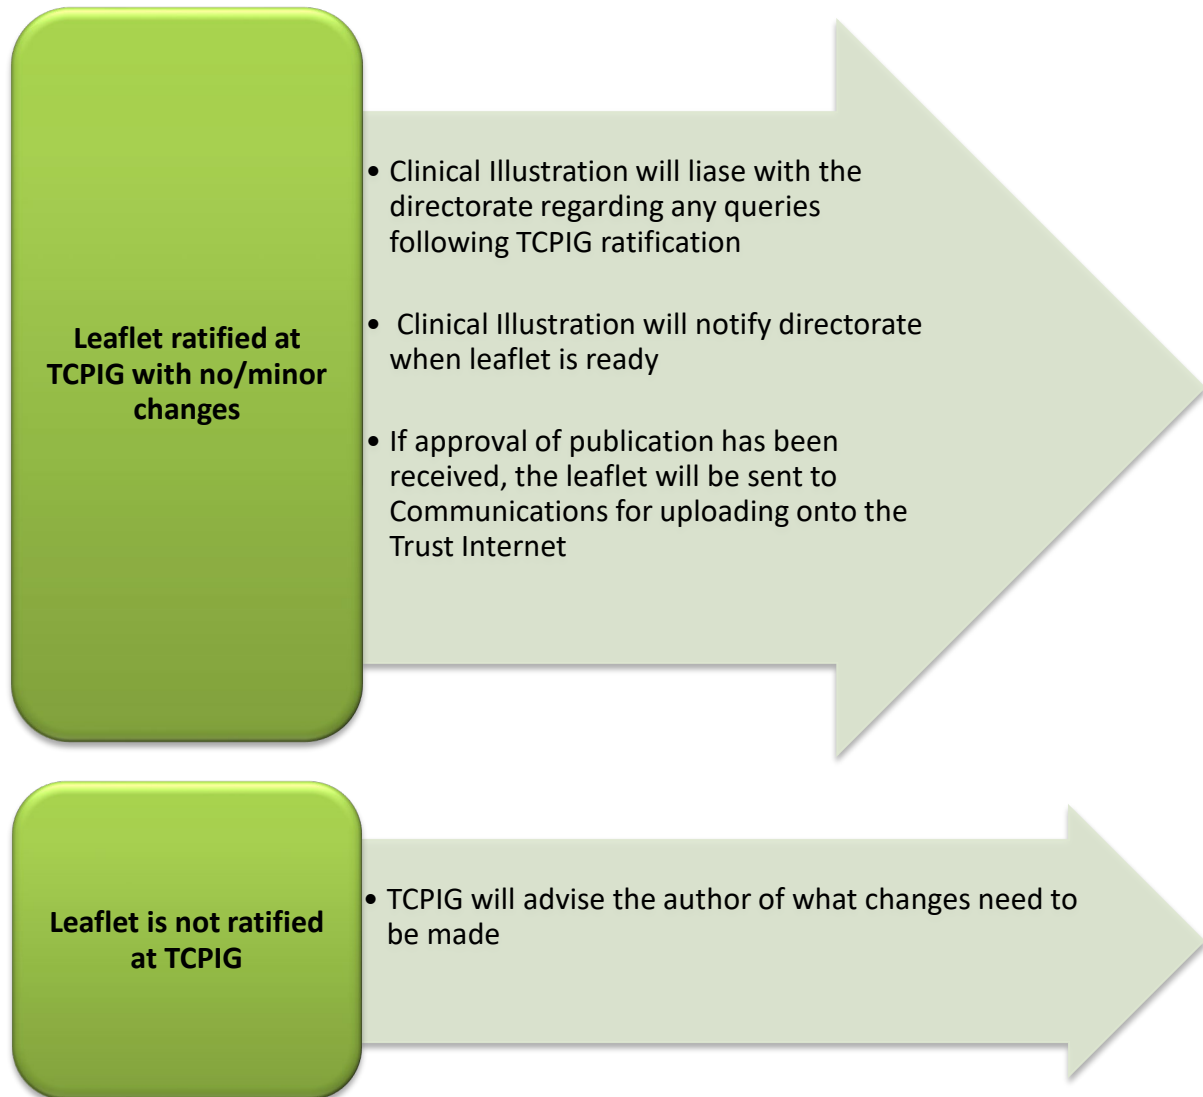 Leaflet ratified at
TCPIG with no/minor
changes
• Clinical Illustration will liase with the
directorate regarding any queries
following TCPIG ratification
• Clinical Illustration will notify directorate
when leaflet is ready
• If approval of publication has been
received, the leaflet will be sent to
Communications for uploading onto the
Trust Internet
Leaflet is not ratified
at TCPIG
• TCPIG will advise the author of what changes need to
be made